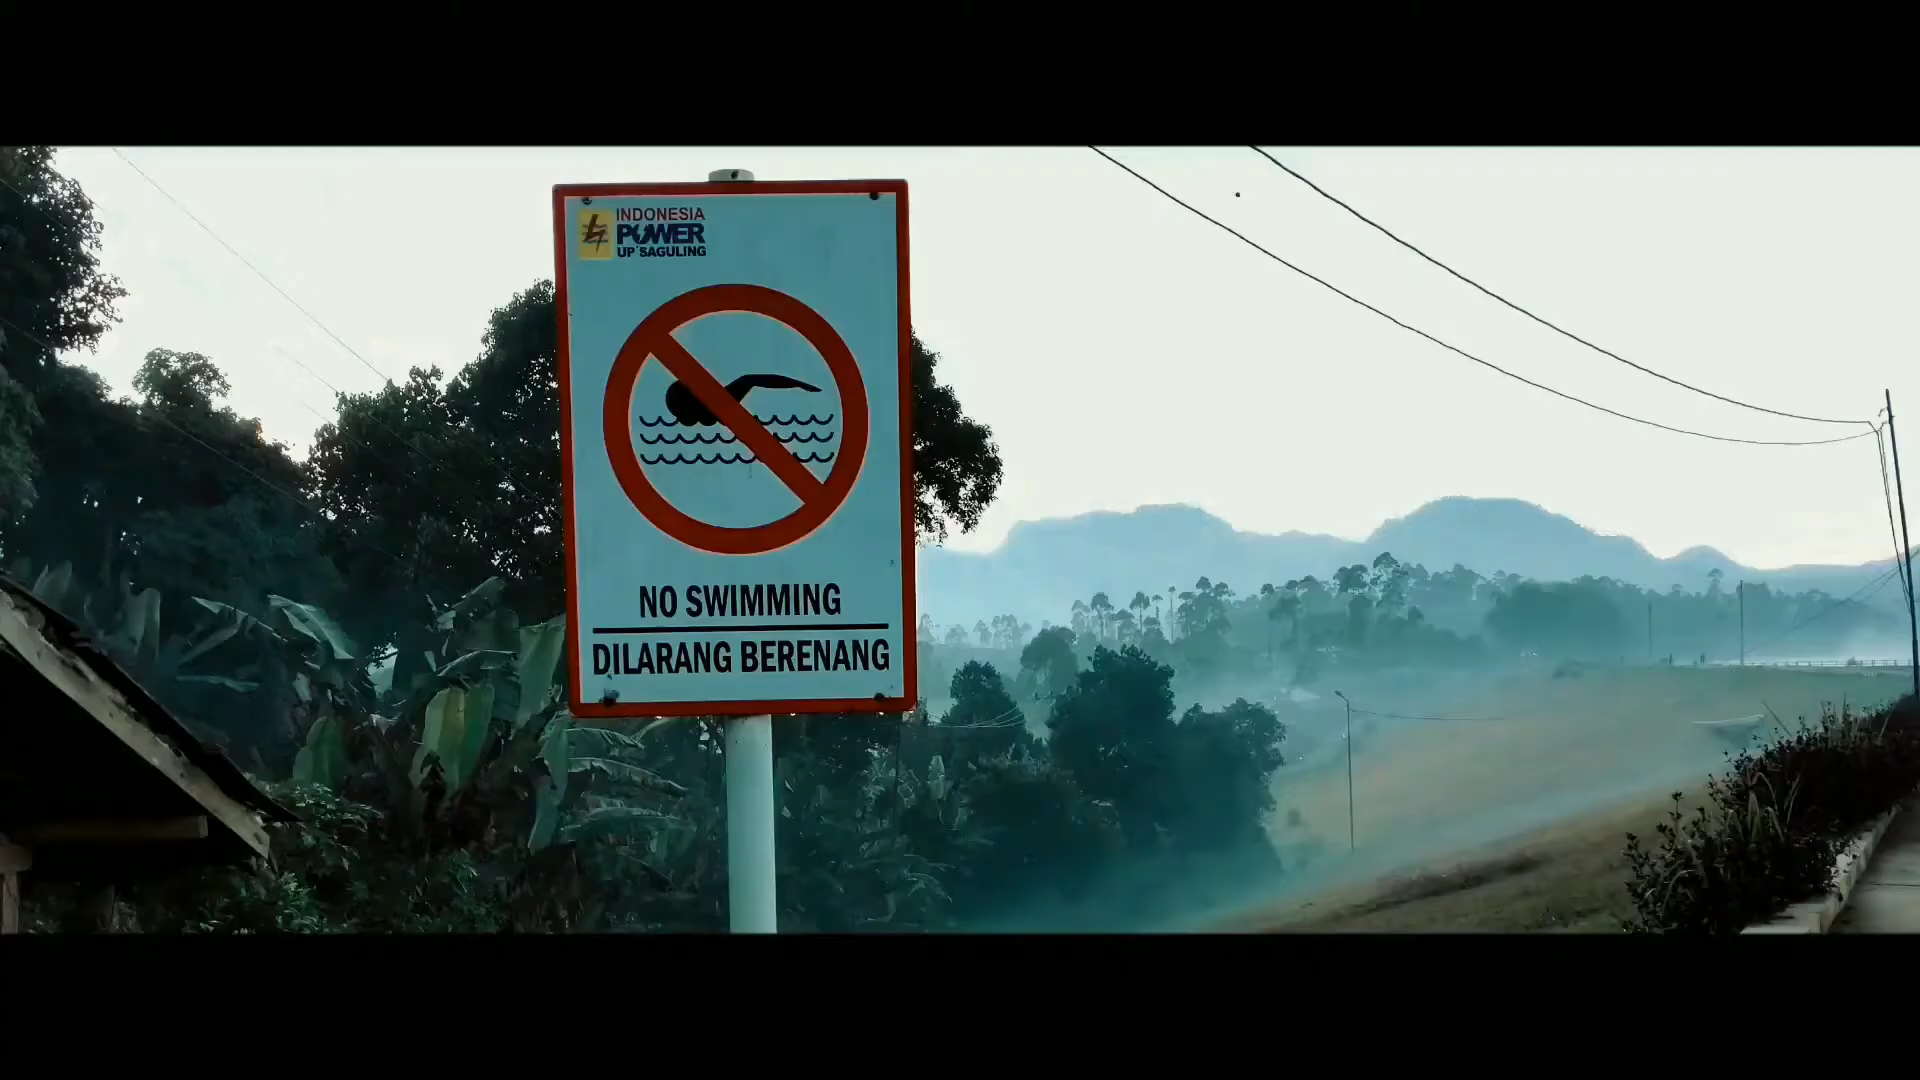 INDONESIA
POWER
UP SAGULING
NO SWIMMING
DILARANG BERENANG